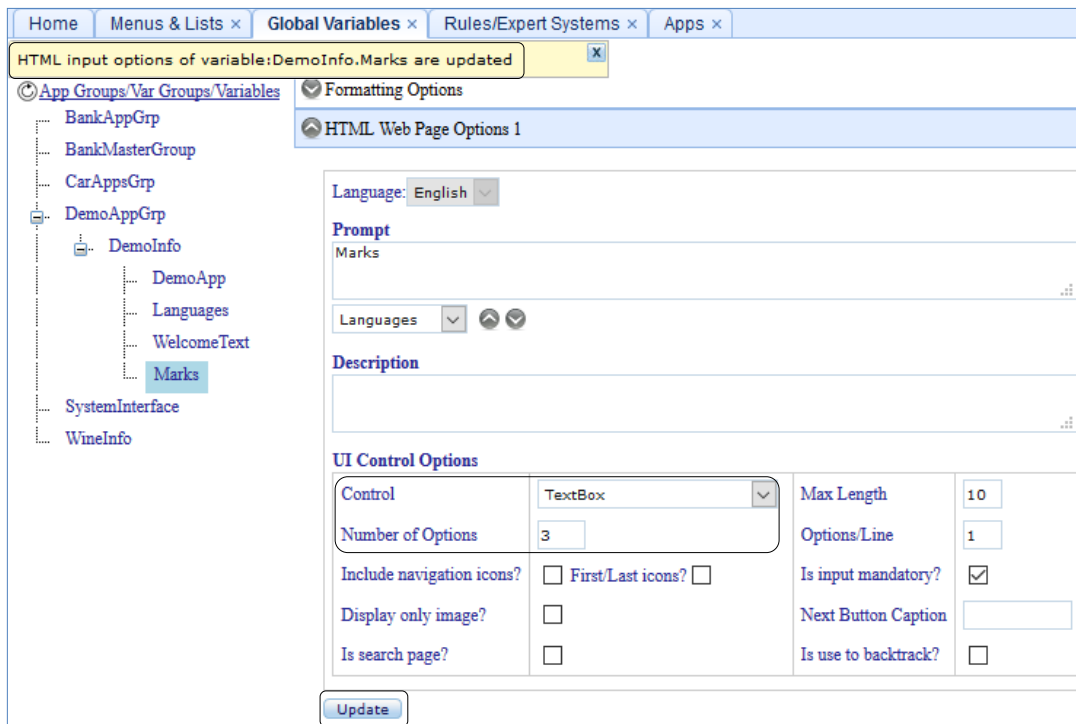 Home Menus & Lists × Global Variables × Rules/Expert Systems × Apps ×
HTML input options of variable:DemoInfo.Marks are updated x
App Groups/Var Groups/Variables
BankAppGrp
BankMasterGroup
CarAppsGrp
DemoAppGrp
DemoInfo
DemoApp
Languages
WelcomeText
Marks
SystemInterface
WineInfo
Formatting Options
HTML Web Page Options 1
Language: English
Prompt
Marks
Languages
Description
UI Control Options
Control TextBox Max Length 10
Number of Options 3 Options/Line 1
Include navigation icons? First/Last icons? Is input mandatory?
Display only image? Next Button Caption
Is search page? Is use to backtrack?
Update